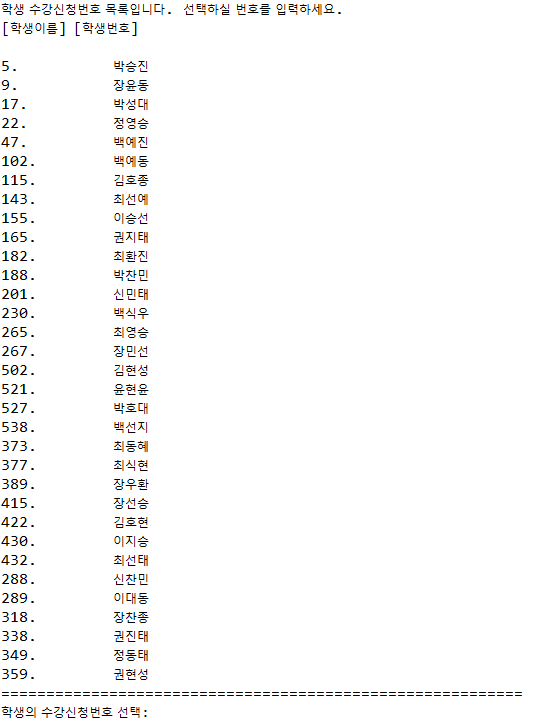 학생 수강신청번호 목록입니다. 선택하실 번호를 입력하세요.
[학생이름] [학생번호]
5. 박승진
9. 장윤동
17. 박성대
22. 정영승
47. 백예진
102. 백예동
115. 김호종
143. 최선예
155. 이승선
165. 권지태
182. 최환진
188. 박찬민
201. 신민태
230. 백식우
265. 최영승
267. 장민선
502. 김현성
521. 윤현윤
527. 박호대
538. 백선지
373. 최동혜
377. 최식현
389. 장우환
415. 장선승
422. 김호현
430. 이지승
432. 최선태
288. 신찬민
289. 이대동
318. 장찬종
338. 권진태
349. 정동태
359. 권현성
==========================================================
학생의 수강신청번호 선택: